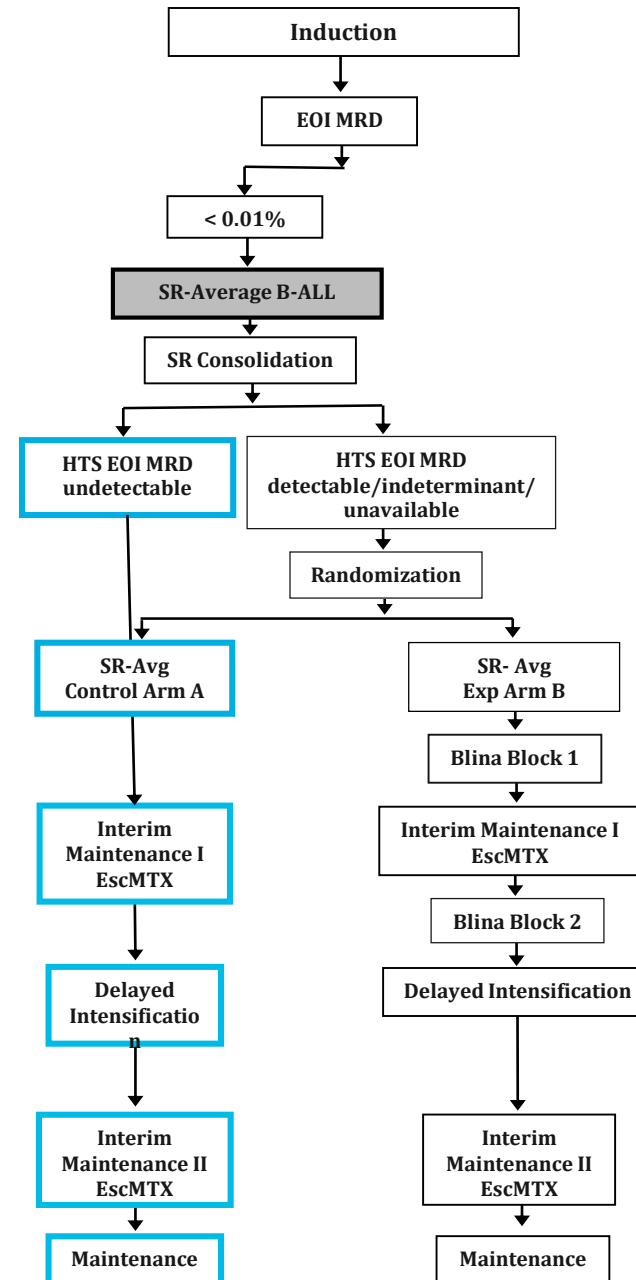 Induction
EOI MRD
< 0.01%
SR-Average B-ALL
SR Consolidation
HTS EOI MRD
undetectable
HTS EOI MRD
detectable/indeterminant/
unavailable
Randomization
SR-Avg
Control Arm A
SR- Avg
Exp Arm B
Blina Block 1
Interim
Maintenance I
EscMTX
Interim Maintenance I
EscMTX
Blina Block 2
Delayed
Intensificatio
n
Delayed Intensification
Interim
Maintenance II
EscMTX
Interim
Maintenance II
EscMTX
Maintenance
Maintenance